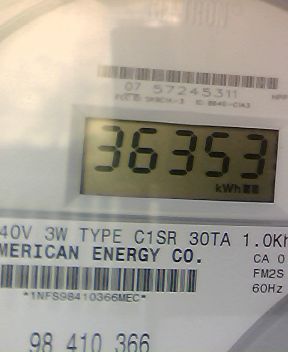 07 57245311
36353
kWh
40V 3W TYPE C1SR 30TA 1.0Kh
MERICAN ENERGY CO.
CA 0
FM2S
*1NFS98410366MEC*
60Hz
98 410 366